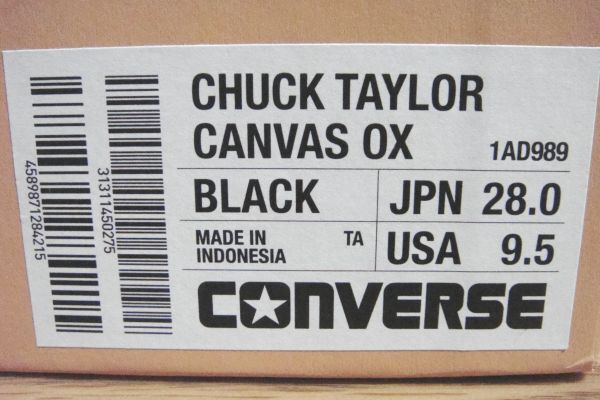 4589871284215
31311450275
CHUCK TAYLOR
CANVAS OX 1AD989
BLACK JPN 28.0
MADE IN INDONESIA TA USA 9.5
CONVERSE